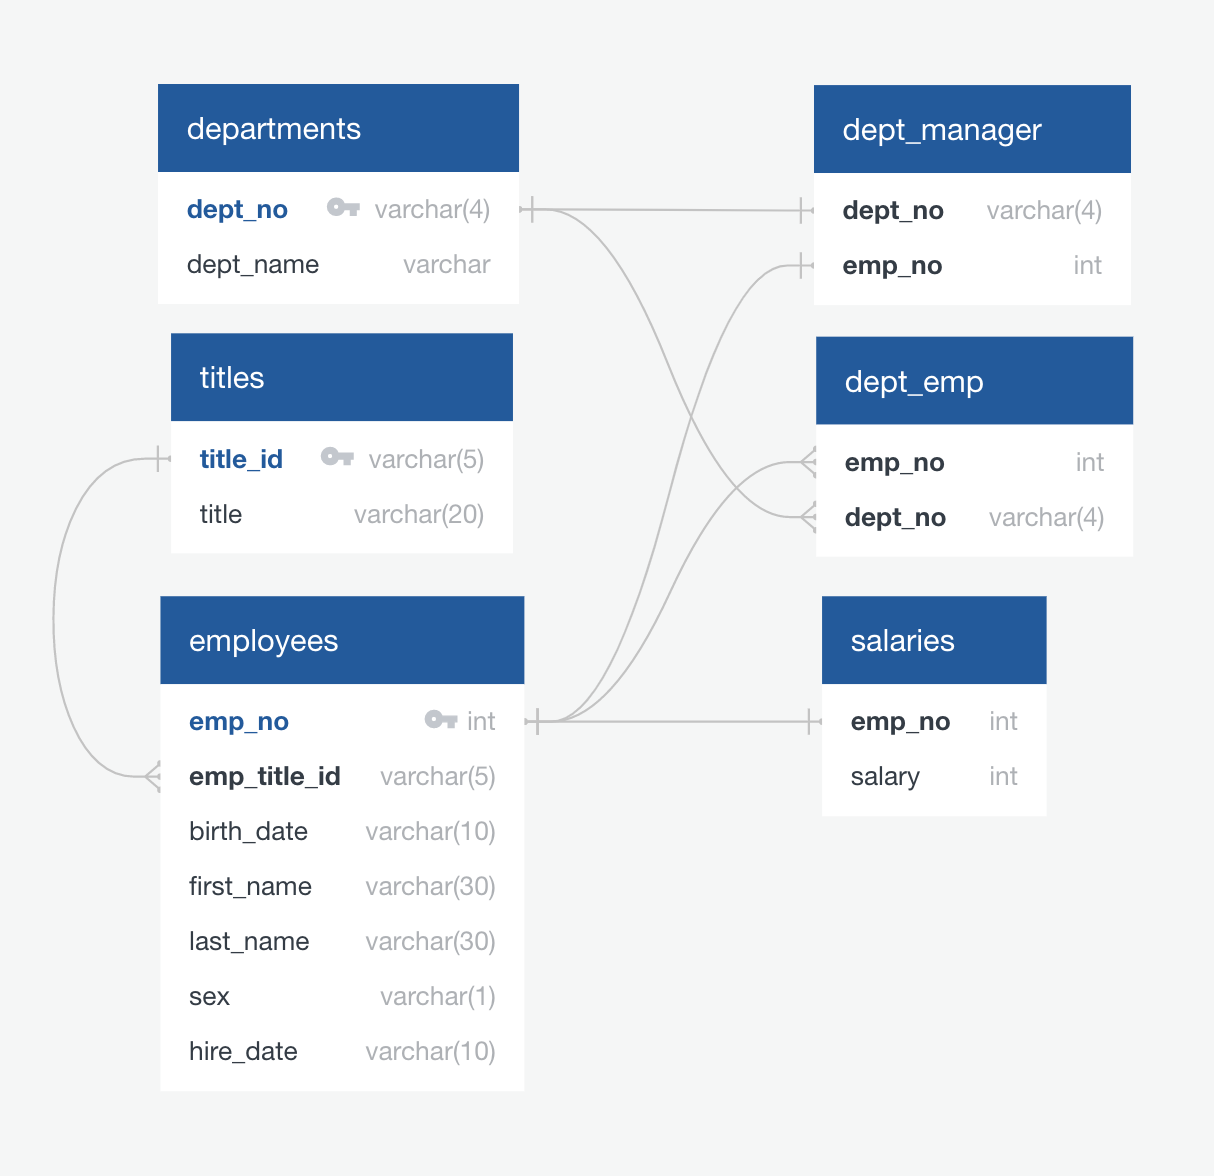 departments
dept_no varchar(4)
dept_name varchar
titles
title_id varchar(5)
title varchar(20)
employees
emp_no int
emp_title_id varchar(5)
birth_date varchar(10)
first_name varchar(30)
last_name varchar(30)
sex varchar(1)
hire_date varchar(10)
dept_manager
dept_no varchar(4)
emp_no int
dept_emp
emp_no int
dept_no varchar(4)
salaries
emp_no int
salary int